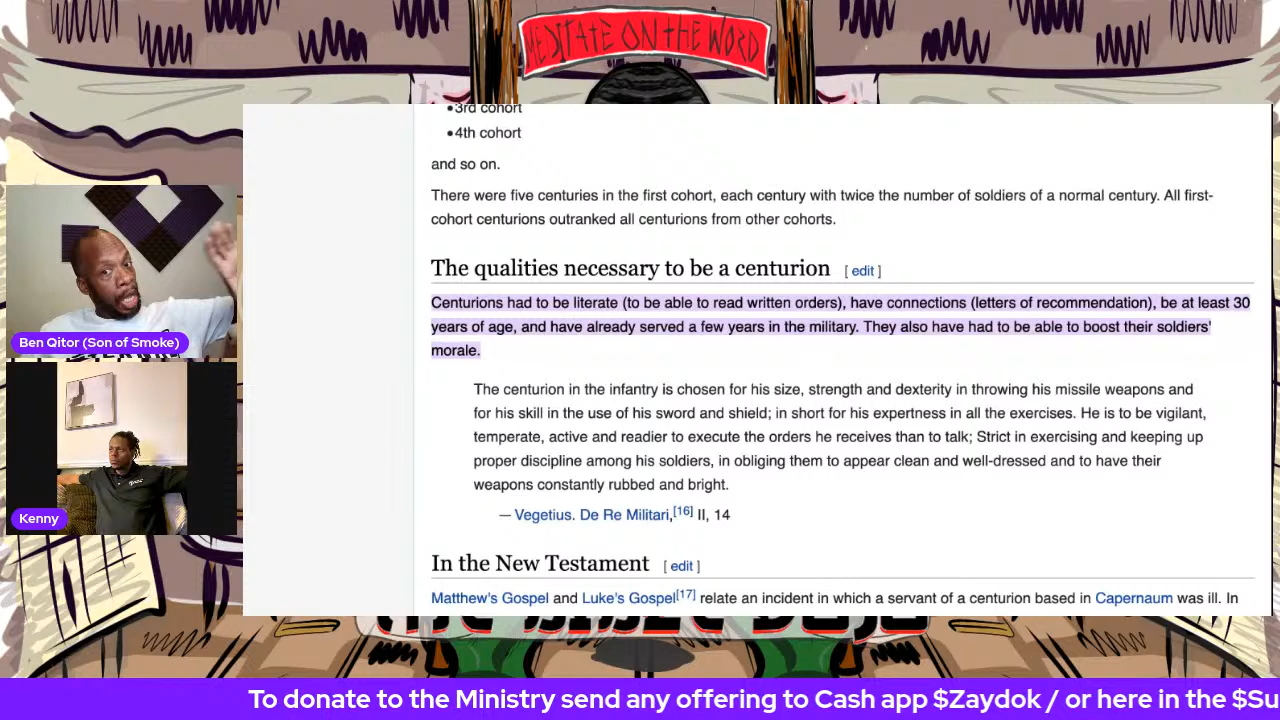 MEDITATE ON THE WORD
•3rd cohort
•4th cohort
and so on.
There were five centuries in the first cohort, each century with twice the number of soldiers of a normal century. All first-
cohort centurions outranked all centurions from other cohorts.
The qualities necessary to be a centurion [ edit ]
Centurions had to be literate (to be able to read written orders), have connections (letters of recommendation), be at least 30
years of age, and have already served a few years in the military. They also have had to be able to boost their soldiers'
morale.
The centurion in the infantry is chosen for his size, strength and dexterity in throwing his missile weapons and
for his skill in the use of his sword and shield; in short for his expertness in all the exercises. He is to be vigilant,
temperate, active and readier to execute the orders he receives than to talk; Strict in exercising and keeping up
proper discipline among his soldiers, in obliging them to appear clean and well-dressed and to have their
weapons constantly rubbed and bright.
— Vegetius. De Re Militari,[16] II, 14
In the New Testament [ edit ]
Matthew's Gospel and Luke's Gospel[17] relate an incident in which a servant of a centurion based in Capernaum was ill. In
Ben Qitor (Son of Smoke)
Kenny
To donate to the Ministry send any offering to Cash app $Zaydok / or here in the $Su